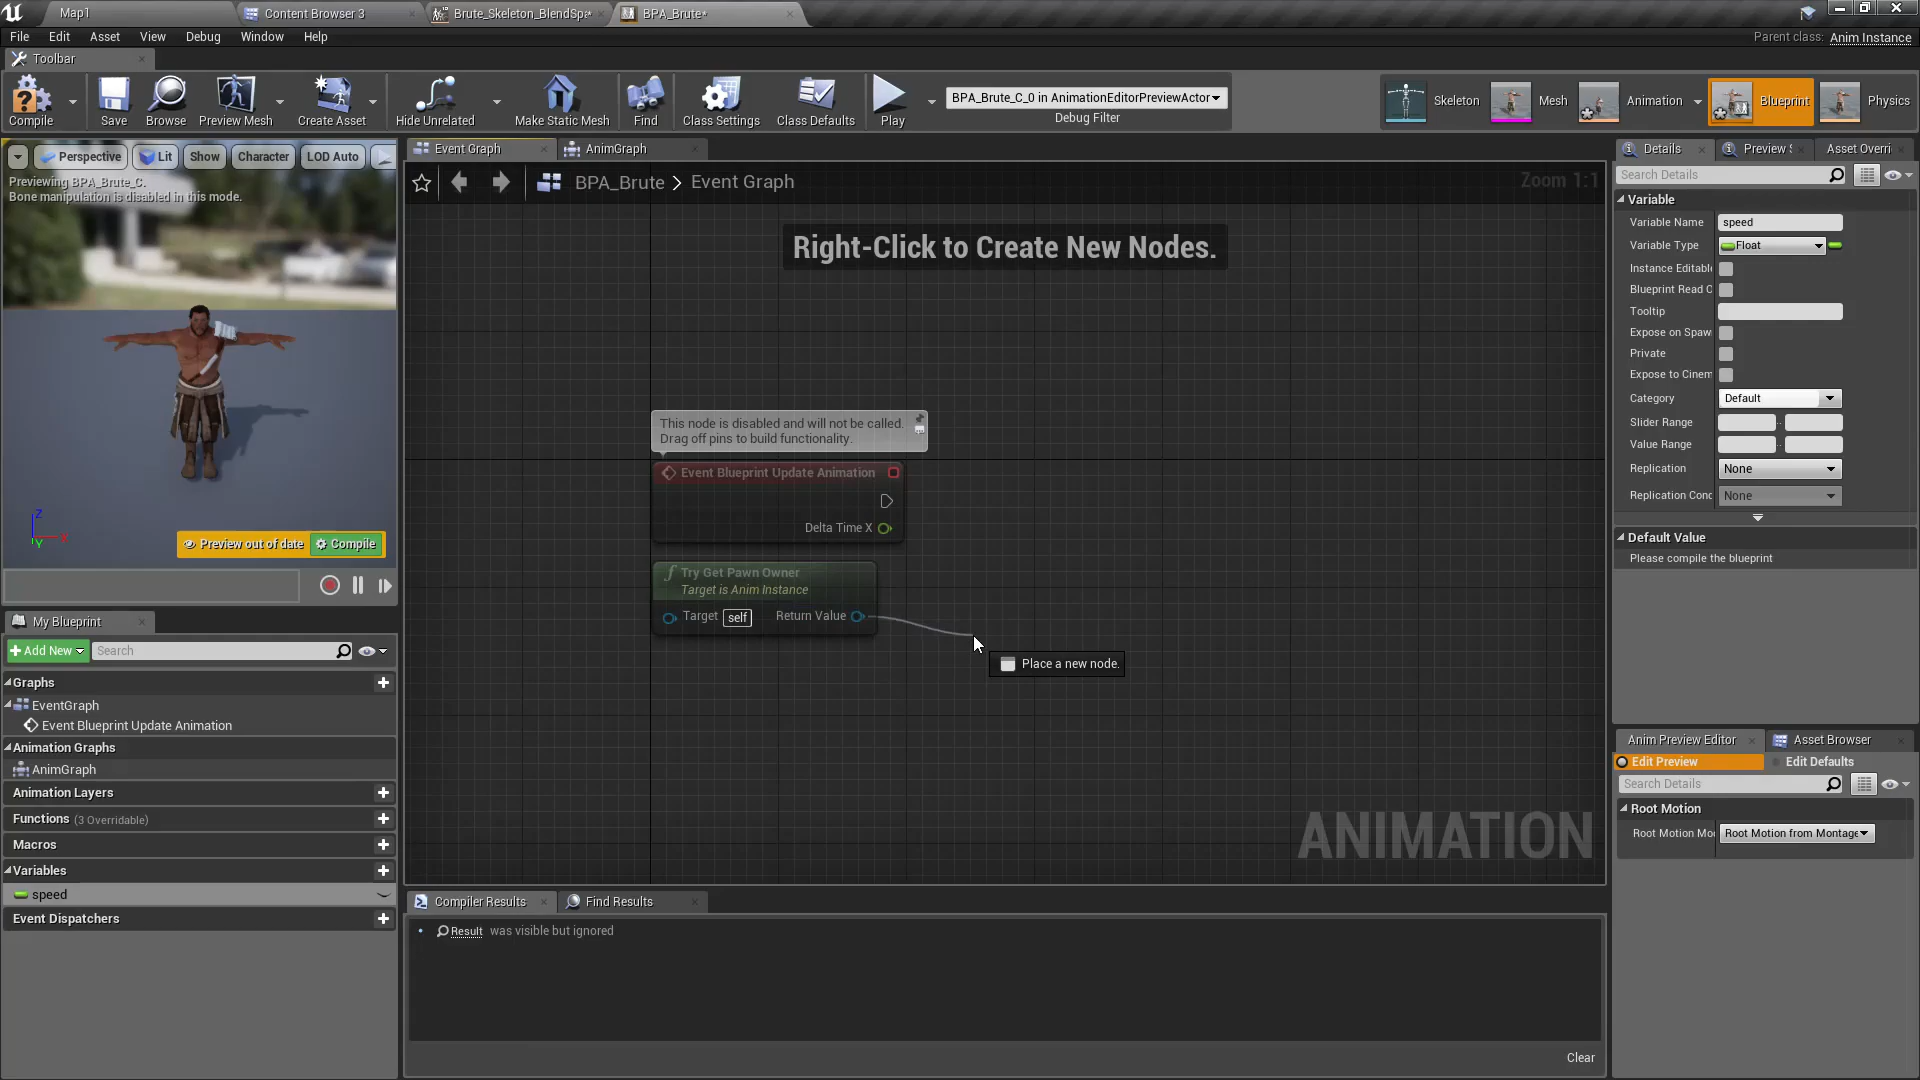 Map1
Content Browser 3
Brute_Skeleton_BlendSpa*
BPA_Brute*
File Edit Asset View Debug Window Help
Parent class: Anim Instance
Toolbar
Compile
Save
Browse
Preview Mesh
Create Asset
Hide Unrelated
Make Static Mesh
Find
Class Settings
Class Defaults
Play
BPA_Brute_C_0 in AnimationEditorPreviewActor
Debug Filter
Skeleton
Mesh
Animation
Blueprint
Physics
Perspective
Lit
Show
Character
LOD Auto
Previewing BPA_Brute_C.
Bone manipulation is disabled in this mode.
Z
X
Y
Preview out of date
Compile
My Blueprint
Add New
Search
Graphs
EventGraph
Event Blueprint Update Animation
Animation Graphs
AnimGraph
Animation Layers
Functions (3 Overridable)
Macros
Variables
speed
Event Dispatchers
Event Graph
AnimGraph
BPA_Brute > Event Graph
Zoom 1:1
Right-Click to Create New Nodes.
This node is disabled and will not be called.
Drag off pins to build functionality.
Event Blueprint Update Animation
Delta Time X
f Try Get Pawn Owner
Target is Anim Instance
Target self Return Value
Place a new node.
ANIMATION
Compiler Results
Find Results
Result was visible but ignored
Clear
Details
Preview S
Asset Overri
Search Details
Variable
Variable Name speed
Variable Type Float
Instance Editabl
Blueprint Read O
Tooltip
Expose on Spaw
Private
Expose to Cinem
Category Default
Slider Range
Value Range
Replication None
Replication Cond None
Default Value
Please compile the blueprint
Anim Preview Editor
Asset Browser
Edit Preview
Edit Defaults
Search Details
Root Motion
Root Motion Mo Root Motion from Montage